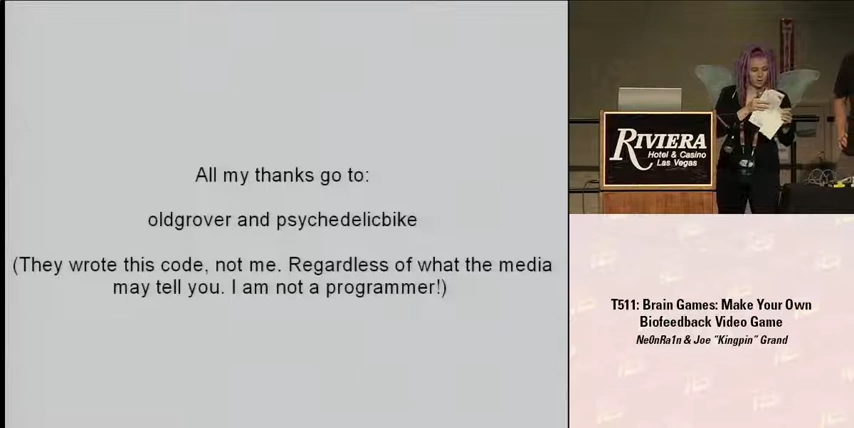 All my thanks go to:
oldgrover and psychedelicbike
(They wrote this code, not me. Regardless of what the media
may tell you. I am not a programmer!)
RIVIERA
Hotel & Casino
Las Vegas
T511: Brain Games: Make Your Own
Biofeedback Video Game
Ne0nRa1n & Joe "Kingpin" Grand